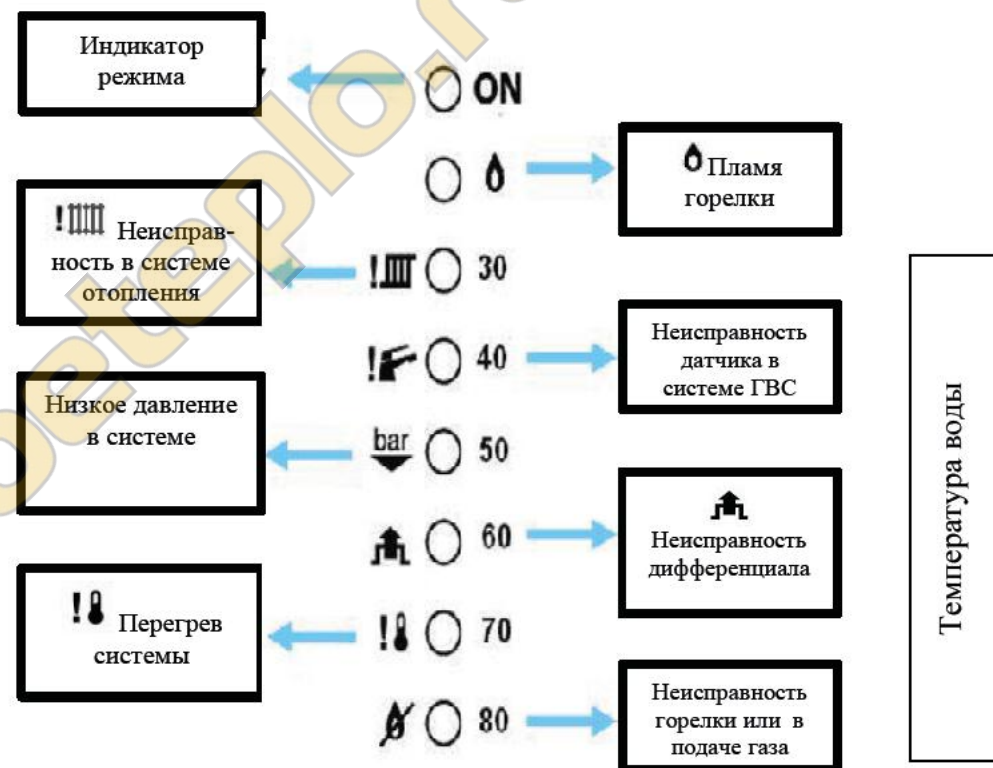 Индикатор
режима
ON
Пламя
горелки
! Неисправ-
ность в системе
отопления
! 30
! 40
Неисправность
датчика в
системе ГВС
Низкое давление
в системе
bar 50
60
Неисправность
дифференциала
! Перегрев
системы
! 70
80
Неисправность
горелки или в
подаче газа
Температура воды